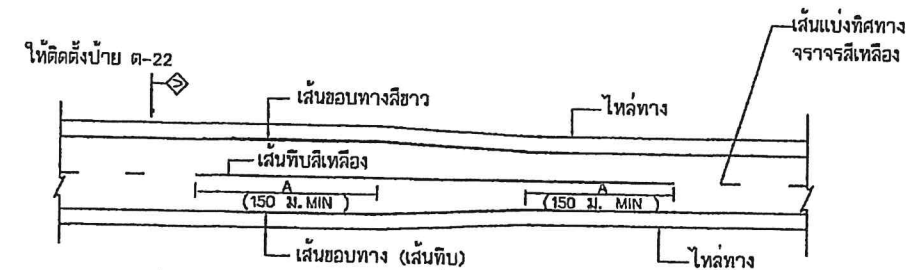 เส้นแบ่งทิศทาง
จราจรสีเหลือง
ให้ติดตั้งป้าย ต-22
เส้นขอบทางสีขาว
ไหล่ทาง
เส้นทึบสีเหลือง
A
(150 ม. MIN )
A
(150 ม. MIN )
เส้นขอบทาง (เส้นทึบ)
ไหล่ทาง